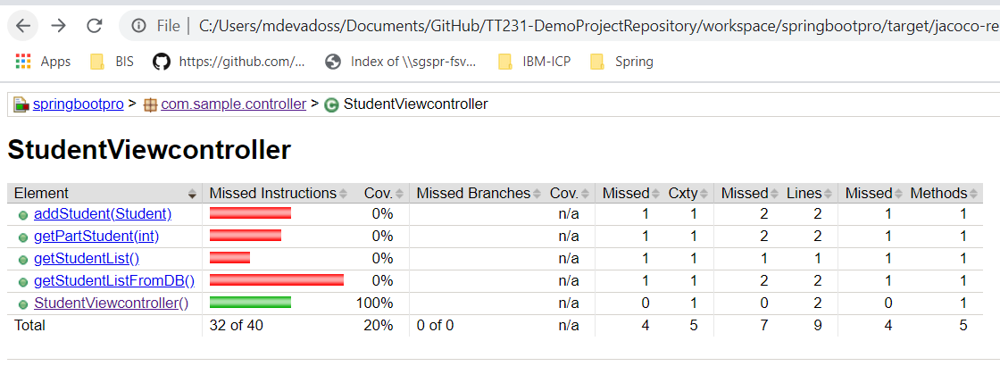 File | C:/Users/mdevadoss/Documents/GitHub/TT231-DemoProjectRepository/workspace/springbootpro/target/jacoco-re
Apps BIS https://github.com/... Index of \\sgspr-fsv... IBM-ICP Spring
springbootpro > com.sample.controller > StudentViewcontroller
StudentViewcontroller
Element Missed Instructions Cov. Missed Branches Cov. Missed Cxty Missed Lines Missed Methods
addStudent(Student) 0% n/a 1 1 2 2 1 1
getPartStudent(int) 0% n/a 1 1 2 2 1 1
getStudentList() 0% n/a 1 1 1 1 1 1
getStudentListFromDB() 0% n/a 1 1 2 2 1 1
StudentViewcontroller() 100% n/a 0 1 0 2 0 1
Total 32 of 40 20% 0 of 0 n/a 4 5 7 9 4 5